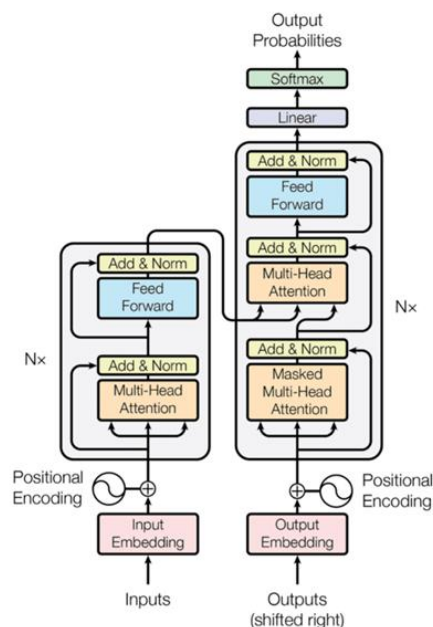 Output
Probabilities
Softmax
Linear
Add & Norm
Feed
Forward
Add & Norm
Multi-Head
Attention
Add & Norm
Masked
Multi-Head
Attention
Nx
Positional
Encoding
Output
Embedding
Outputs
(shifted right)
Add & Norm
Feed
Forward
Add & Norm
Multi-Head
Attention
Nx
Positional
Encoding
Input
Embedding
Inputs